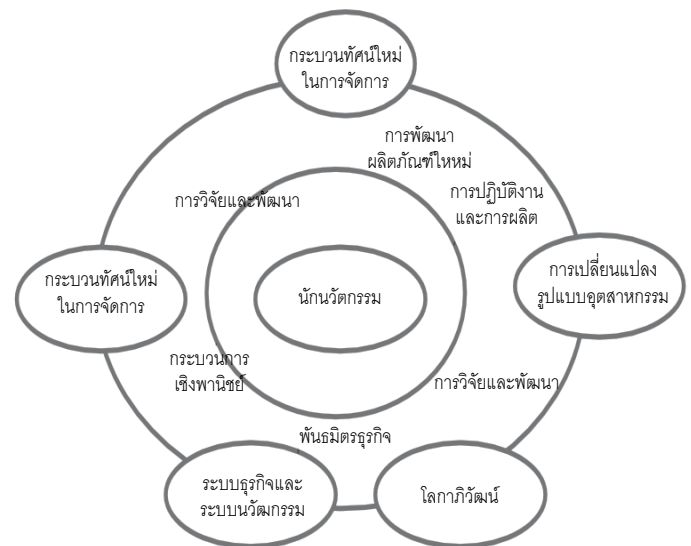 กระบวนทัศน์ใหม่
ในการจัดการ
การพัฒนา
ผลิตภัณฑ์ใหหม่
การวิจัยและพัฒนา
การปฏิบัติงาน
และการผลิต
กระบวนทัศน์ใหม่
ในการจัดการ
นักนวัตกรรม
การเปลี่ยนแปลง
รูปแบบอุตสาหกรรม
กระบวนการ
เชิงพานิชย์
การวิจัยและพัฒนา
พันธมิตรธุรกิจ
ระบบธุรกิจและ
ระบบนวัฒกรรม
โลกาภิวัฒน์